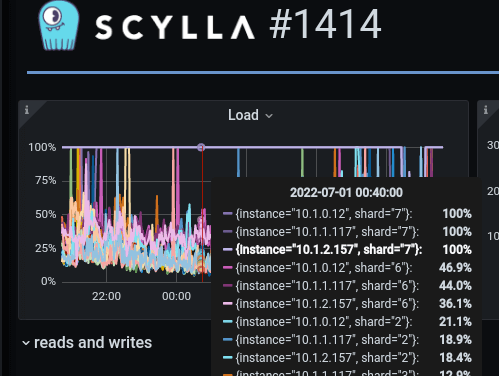 SCYLLA #1414
i
Load
i
100%
75%
50%
25%
0%
22:00
00:00
30
20
10
2022-07-01 00:40:00
{instance="10.1.0.12", shard="7"}: 100%
{instance="10.1.1.117", shard="7"}: 100%
{instance="10.1.2.157", shard="7"}: 100%
{instance="10.1.0.12", shard="6"}: 46.9%
{instance="10.1.1.117", shard="6"}: 44.0%
{instance="10.1.2.157", shard="6"}: 36.1%
{instance="10.1.0.12", shard="2"}: 21.1%
{instance="10.1.1.117", shard="2"}: 18.9%
{instance="10.1.2.157", shard="2"}: 18.4%
{instance="10.1.1.117", shard="3"}: 12.9%
reads and writes